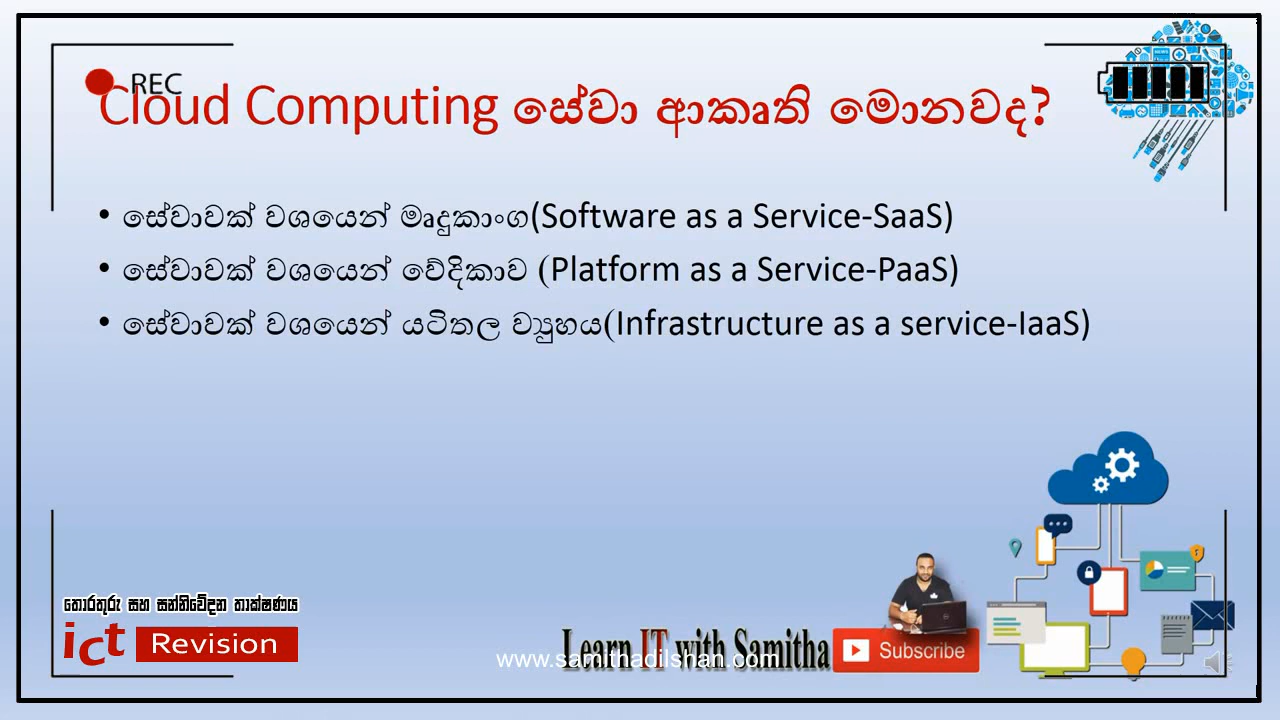 REC
Cloud Computing සේවා ආකෘති මොනවද?
• සේවාවක් වශයෙන් මෘදුකාංග(Software as a Service-SaaS)
• සේවාවක් වශයෙන් වේදිකාව (Platform as a Service-PaaS)
• සේවාවක් වශයෙන් යටිතල ව්‍යුහය(Infrastructure as a service-IaaS)
තොරතුරු සහ සන්නිවේදන තාක්ෂණය
ict Revision
Learn IT with Samitha
www.samithadilshan.com
Subscribe